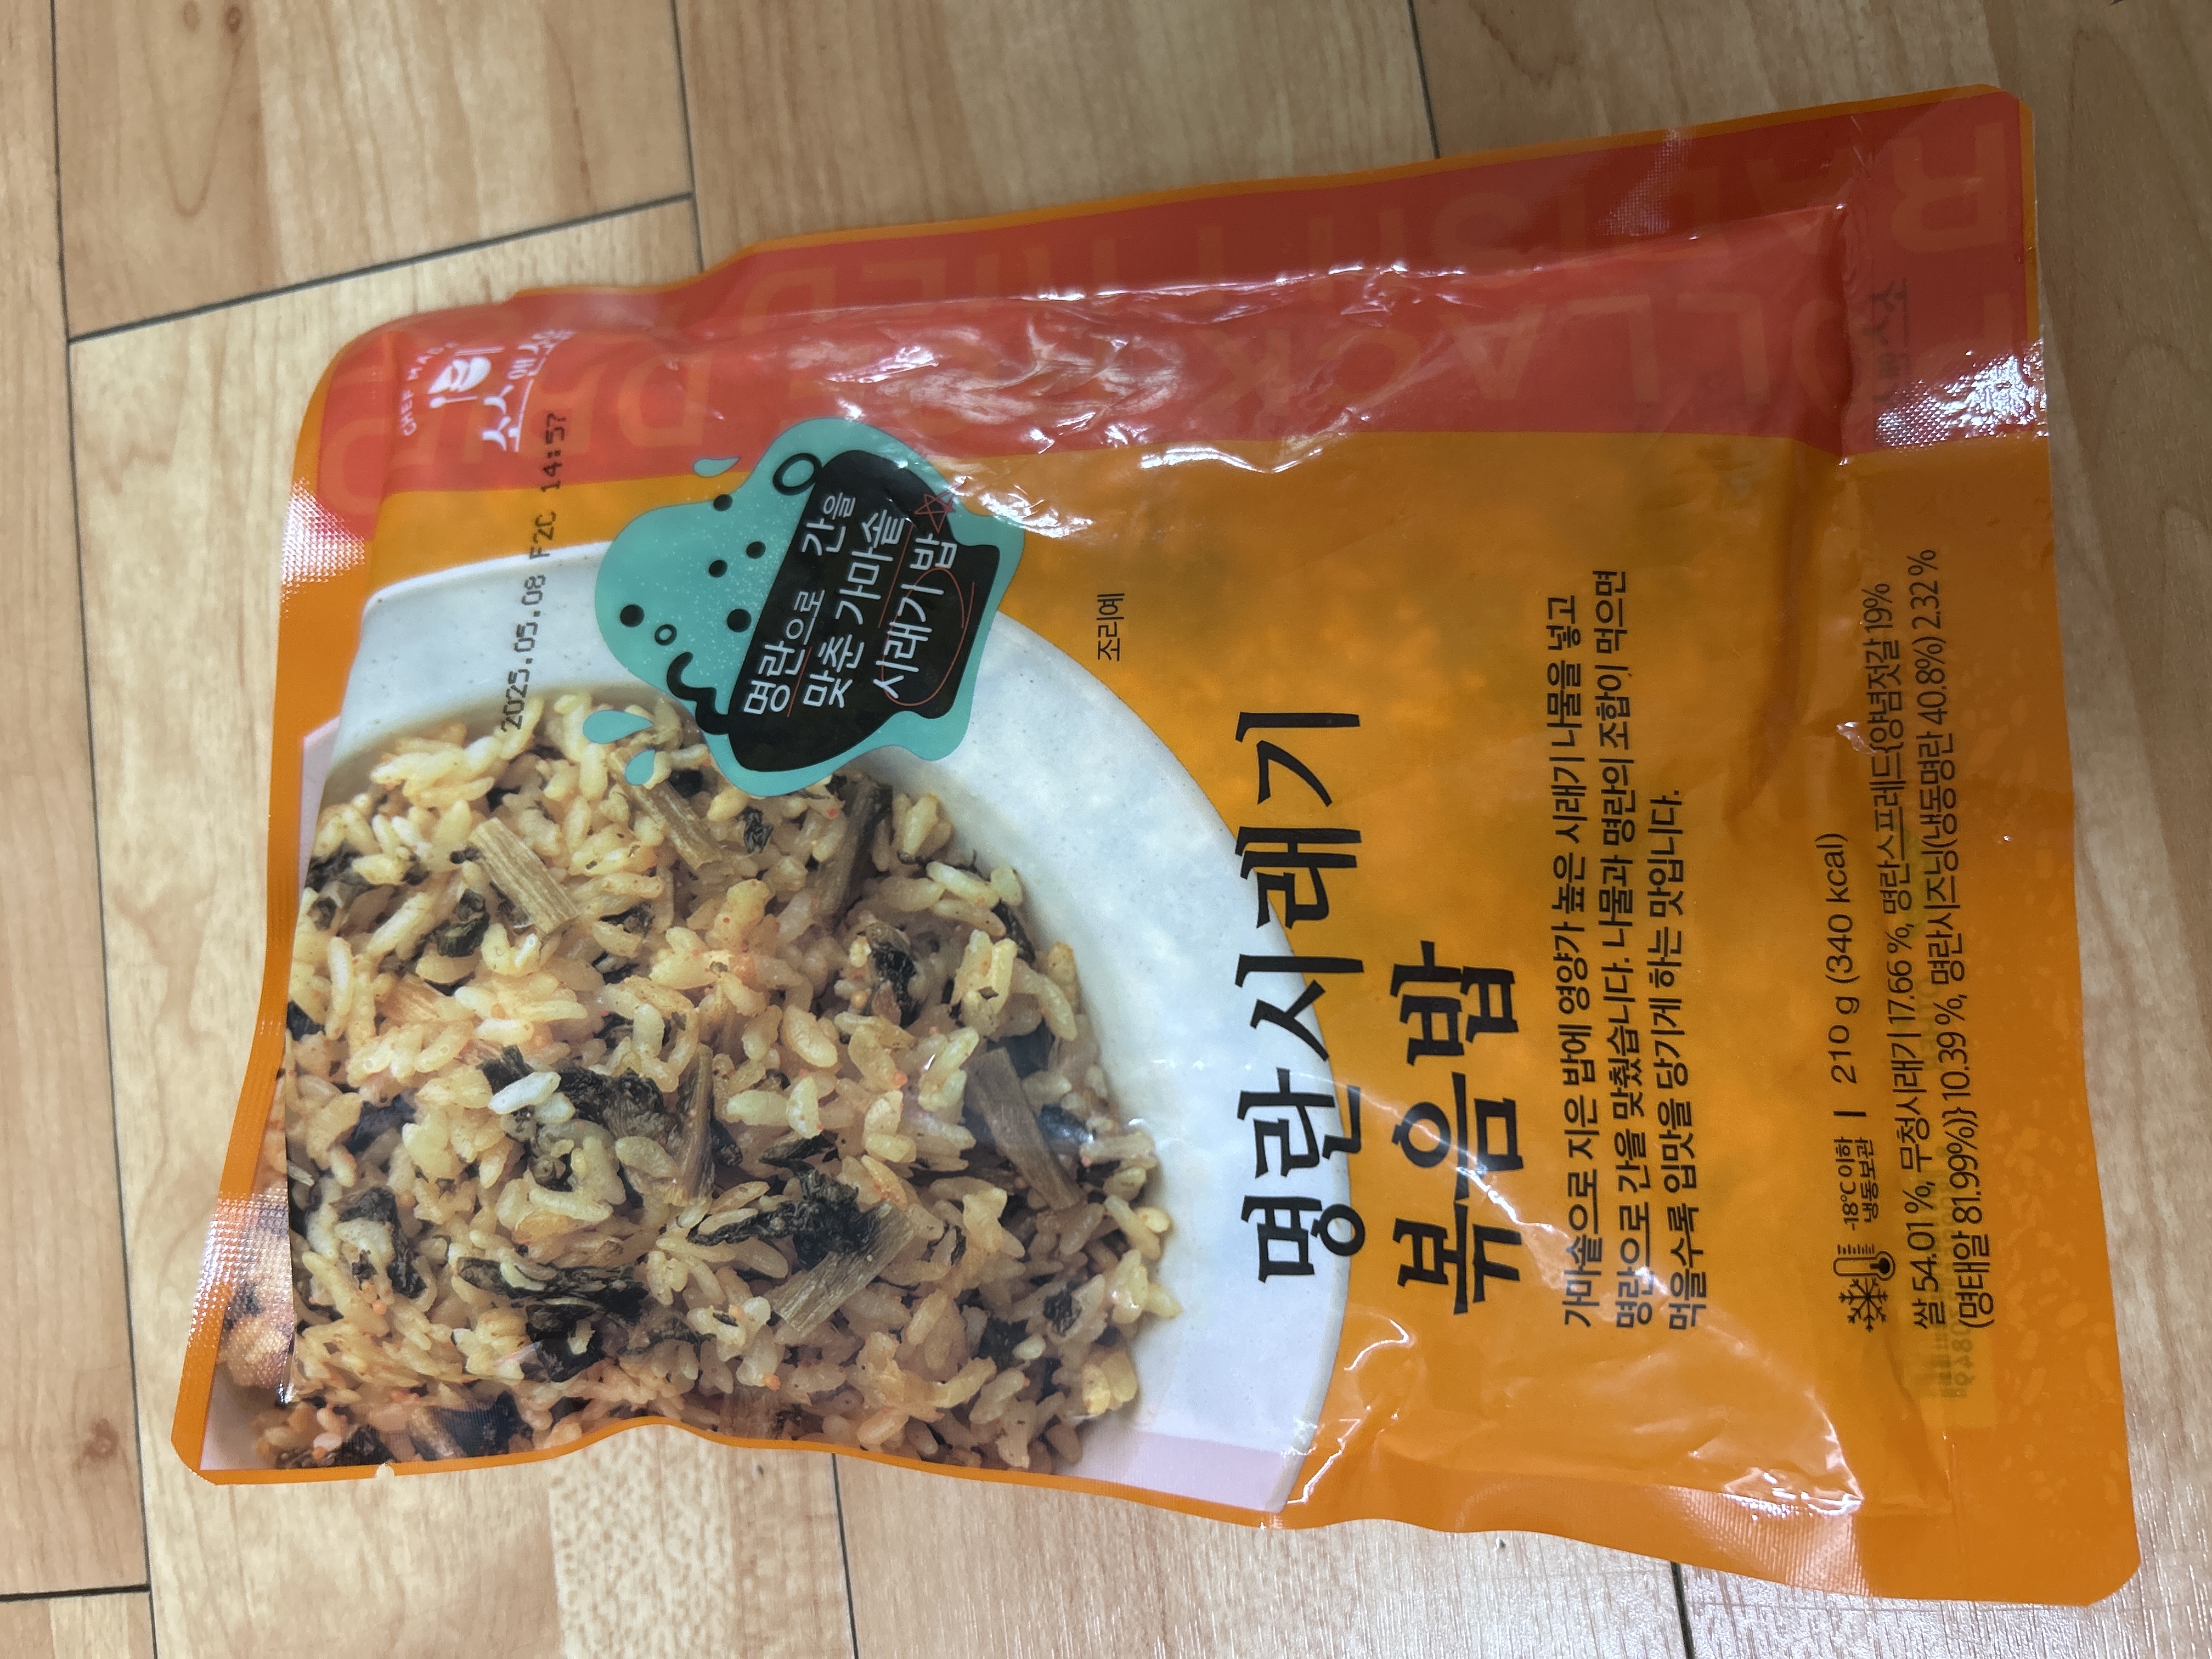 CHEF MADE
소소
2025.05.08 F2C 14:57
명란으로 간을
맞춘 가마솥
시래기 밥
조리예
명란시래기
볶음밥
가마솥으로 지은 밥에 영양가 높은 시래기 나물을 넣고
명란으로 간을 맞췄습니다. 나물과 명란의 조합이 먹으면
먹을수록 입맛을 당기게 하는 맛입니다.
-18℃ 이하
냉동보관
| 210 g (340 kcal)
쌀 54.01 %, 무청시래기 17.66 %, 명란스프레드{양념젓갈 19%
(명태알 81.99%)} 10.39 %, 명란시즈닝(냉동명란 40.8%) 2.32 %